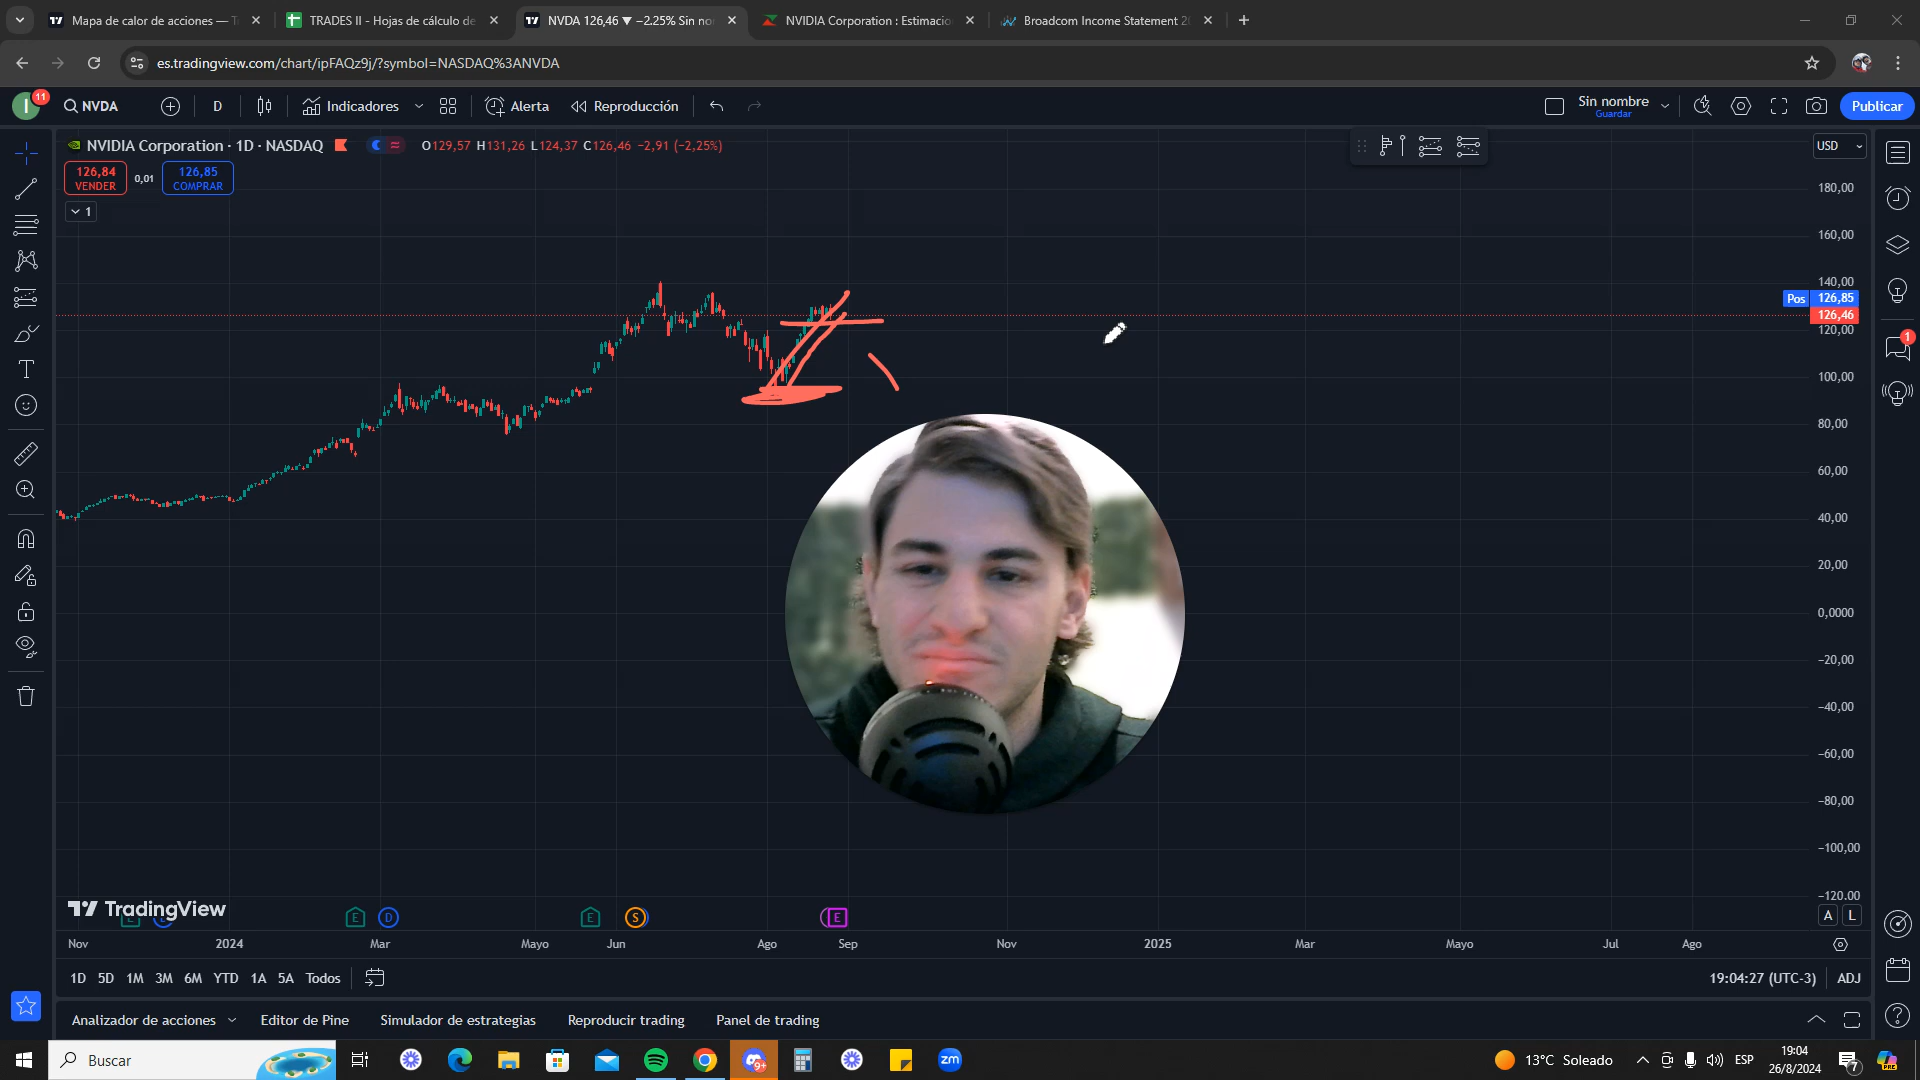 Mapa de calor de acciones — T
TRADES II - Hojas de cálculo de
NVDA 126,46 ▼ −2.25% Sin no
NVIDIA Corporation : Estimacio
Broadcom Income Statement 2
es.tradingview.com/chart/ipFAQz9j/?symbol=NASDAQ%3ANVDA
I
11
NVDA
D
Indicadores
Alerta
Reproducción
Sin nombre
Guardar
Publicar
NVIDIA Corporation · 1D · NASDAQ
O129,57 H131,26 L124,37 C126,46 −2,91 (−2,25%)
USD
126,84
VENDER
0,01
126,85
COMPRAR
1
180,00
160,00
140,00
Pos 126,85
126,46
120,00
100,00
80,00
60,00
40,00
20,00
0,0000
−20,00
−40,00
−60,00
−80,00
−100,00
−120,00
1
TradingView
E
D
E
S
E
A
L
Nov
2024
Mar
Mayo
Jun
Ago
Sep
Nov
2025
Mar
Mayo
Jul
Ago
1D
5D
1M
3M
6M
YTD
1A
5A
Todos
19:04:27 (UTC-3)
ADJ
Analizador de acciones
Editor de Pine
Simulador de estrategias
Reproducir trading
Panel de trading
Buscar
9+
zm
13°C Soleado
ESP
19:04
26/8/2024
7